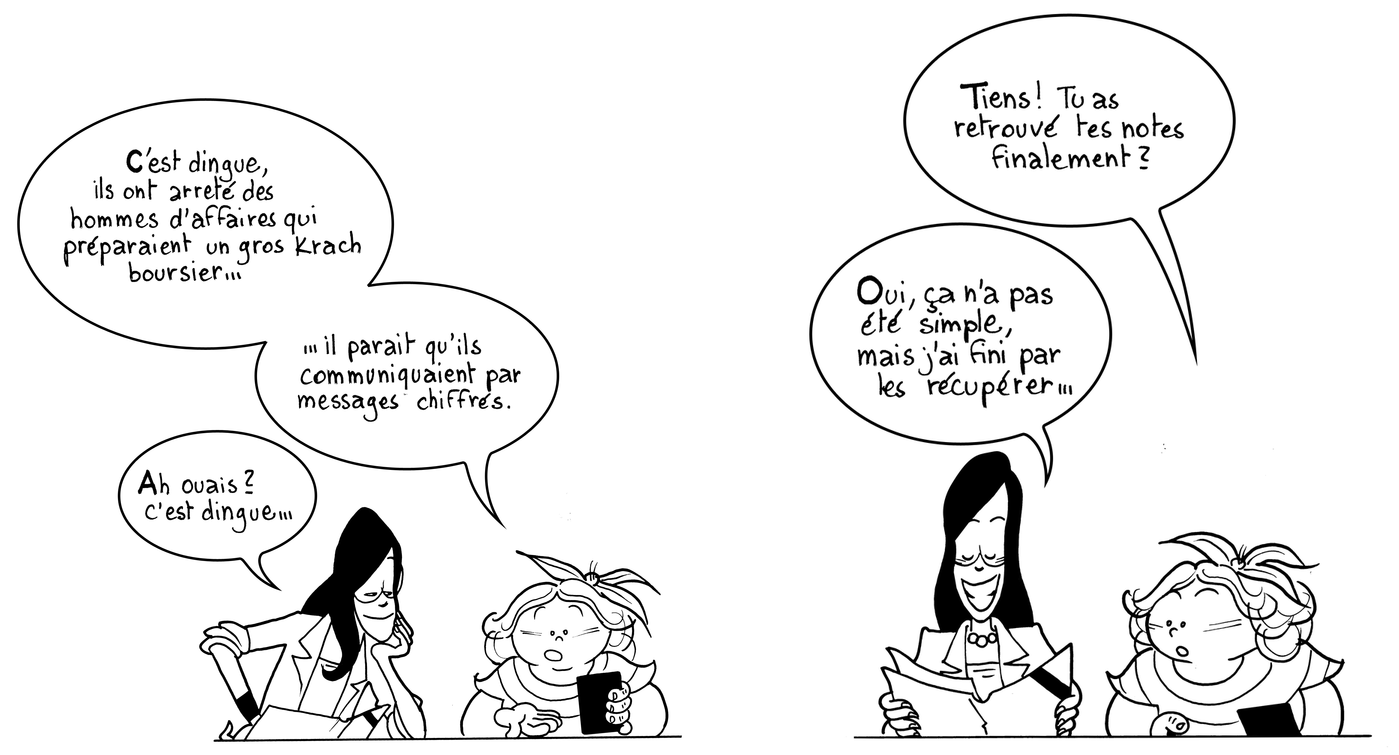 C'est dingue,
ils ont arreté des
hommes d'affaires qui
préparaient un gros Krach
boursier...
... il parait qu'ils
communiquaient par
messages chiffrés.
Ah ouais ?
c'est dingue...
Tiens ! Tu as
retrouvé tes notes
finalement ?
Oui, ça n'a pas
été simple,
mais j'ai fini par
les récupérer...